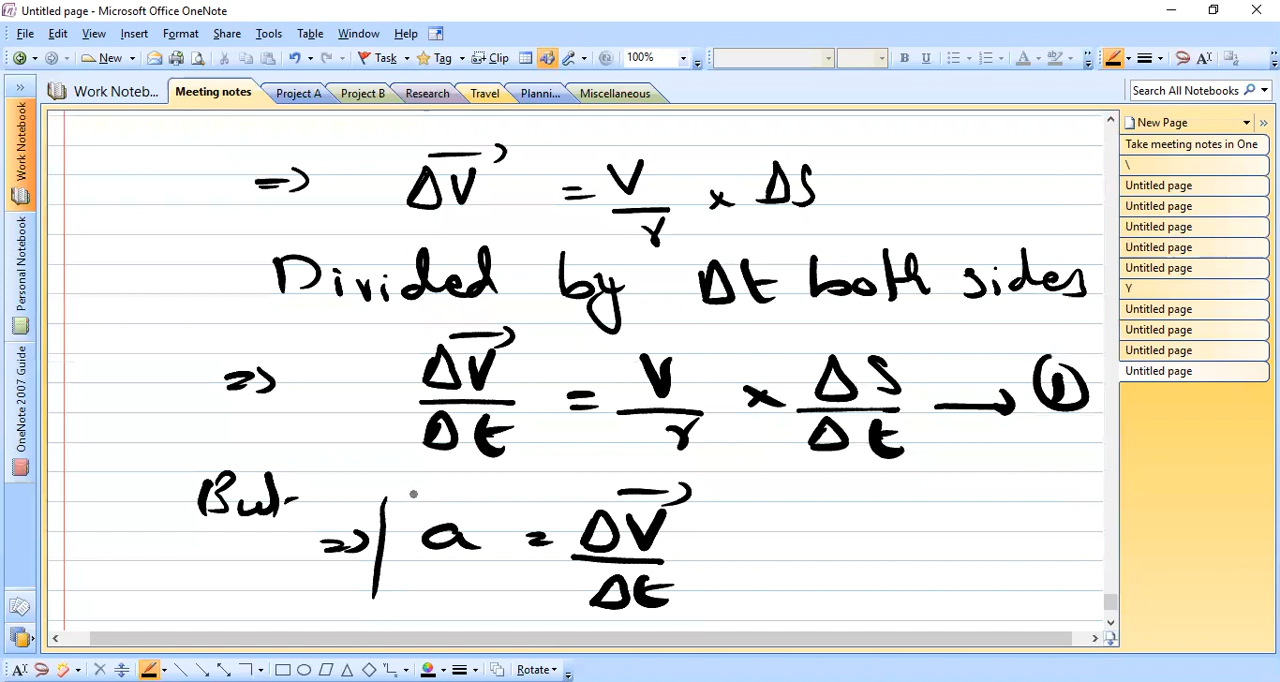 Untitled page - Microsoft Office OneNote
File Edit View Insert Format Share Tools Table Window Help
New Task Tag Clip 100% B U A ab A
Work Noteb... Meeting notes Project A Project B Research Travel Planni... Miscellaneous Search All Notebooks
Work Notebook
Personal Notebook
OneNote 2007 Guide
New Page
Take meeting notes in One
\
Untitled page
Untitled page
Untitled page
Untitled page
Untitled page
Y
Untitled page
Untitled page
Untitled page
Untitled page
=> ΔV⃗ = V/r × ΔS
Divided by Δt both sides
=> ΔV⃗/Δt = V/r × ΔS/Δt →
But
=> a = ΔV⃗/Δt
A Rotate